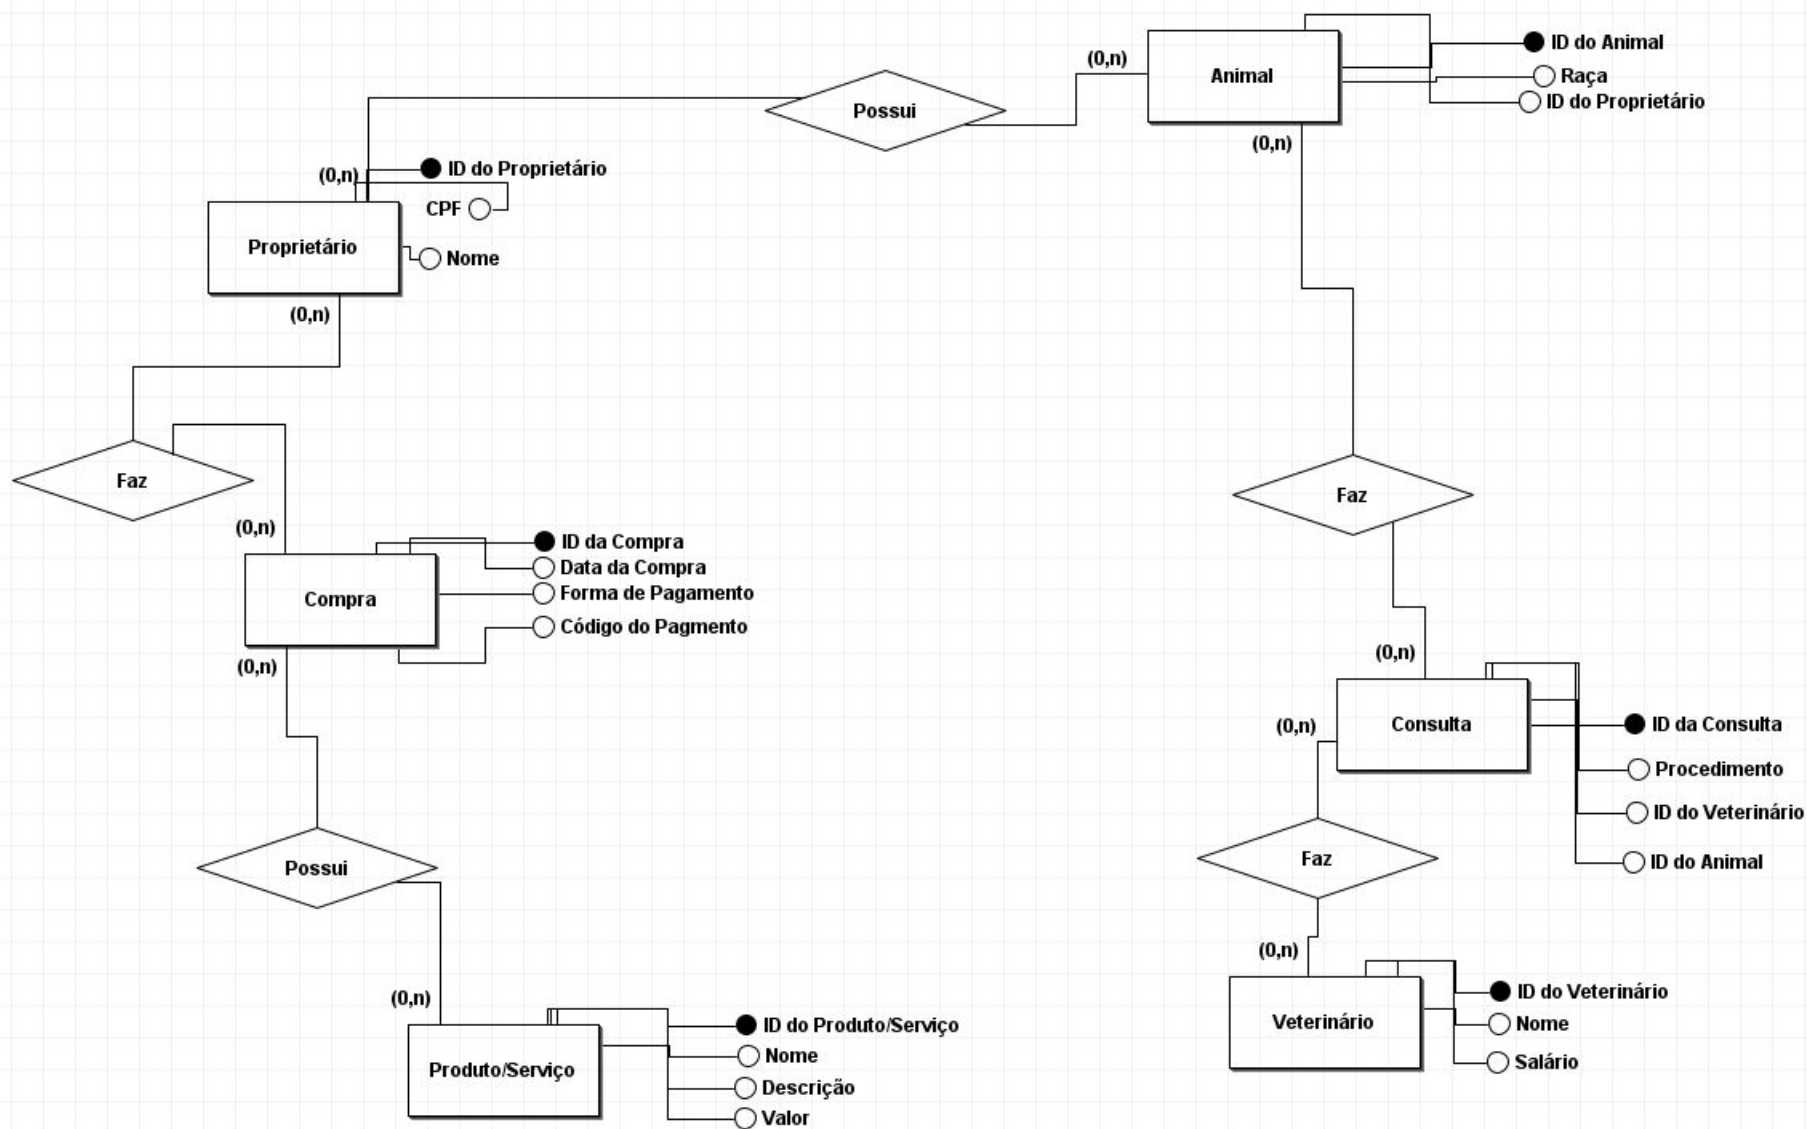 (0,n)
Animal
ID do Animal
Raça
ID do Proprietário
Possui
(0,n)
(0,n)
ID do Proprietário
CPF
Proprietário
Nome
(0,n)
Faz
Faz
(0,n)
ID da Compra
Data da Compra
Forma de Pagamento
Código do Pagmento
Compra
(0,n)
(0,n)
Consulta
(0,n)
ID da Consulta
Procedimento
ID do Veterinário
ID do Animal
Possui
Faz
(0,n)
(0,n)
Veterinário
ID do Veterinário
Nome
Salário
Produto/Serviço
ID do Produto/Serviço
Nome
Descrição
Valor